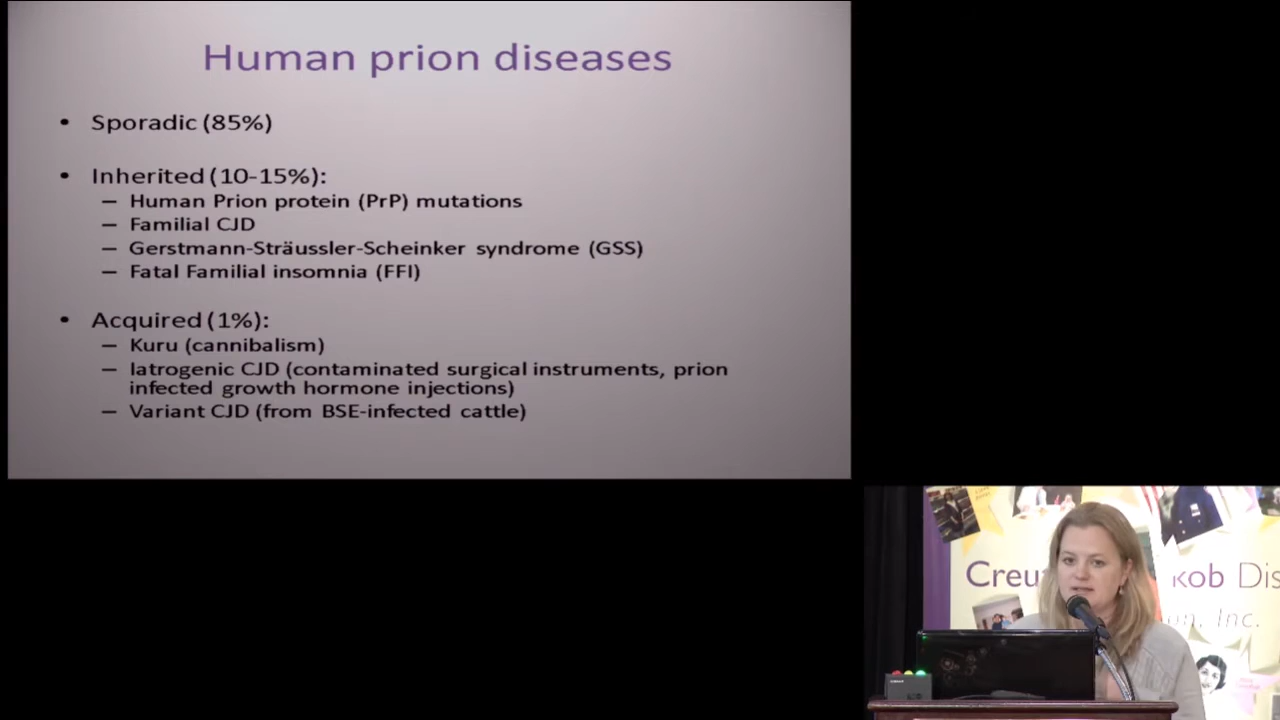 Human prion diseases
• Sporadic (85%)
• Inherited (10-15%):
– Human Prion protein (PrP) mutations
– Familial CJD
– Gerstmann-Sträussler-Scheinker syndrome (GSS)
– Fatal Familial insomnia (FFI)
• Acquired (1%):
– Kuru (cannibalism)
– Iatrogenic CJD (contaminated surgical instruments, prion
infected growth hormone injections)
– Variant CJD (from BSE-infected cattle)
Creu kob Dis
on, Inc.